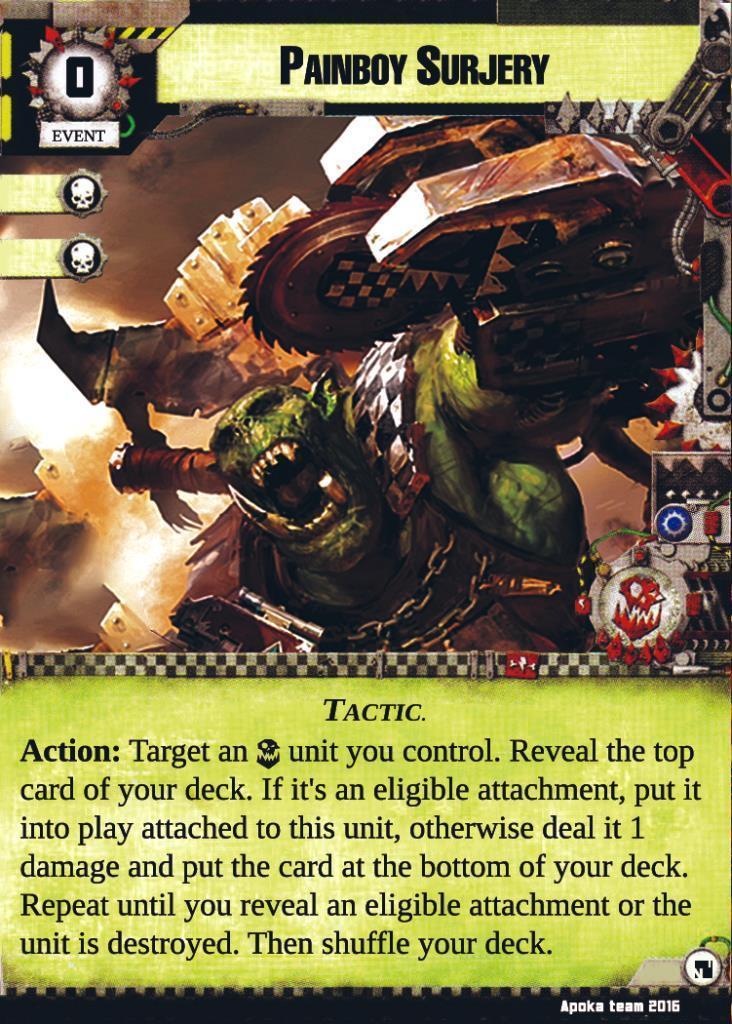 0
PAINBOY SURJERY
EVENT
TACTIC.
Action: Target an unit you control. Reveal the top
card of your deck. If it's an eligible attachment, put it
into play attached to this unit, otherwise deal it 1
damage and put the card at the bottom of your deck.
Repeat until you reveal an eligible attachment or the
unit is destroyed. Then shuffle your deck.
Apoka team 2016